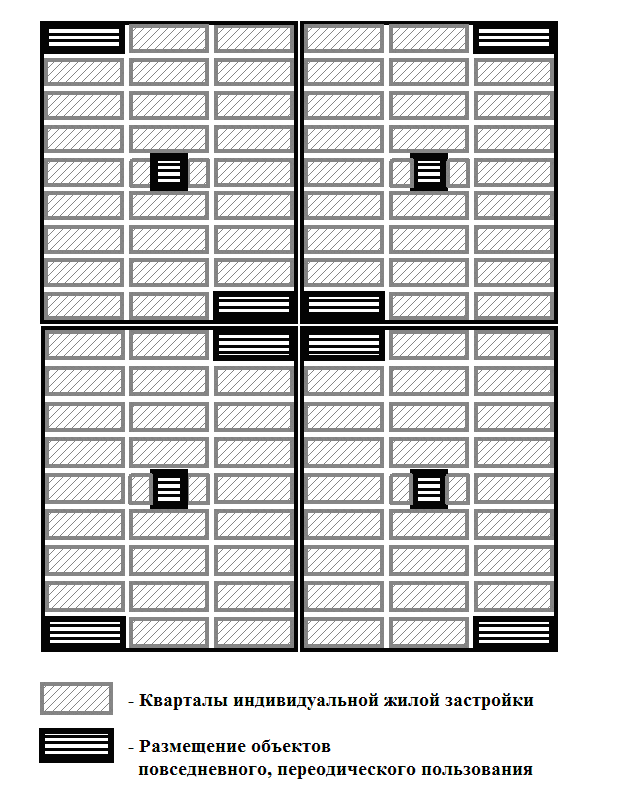 - Кварталы индивидуальной жилой застройки
- Размещение объектов
повседневного, переодического пользования